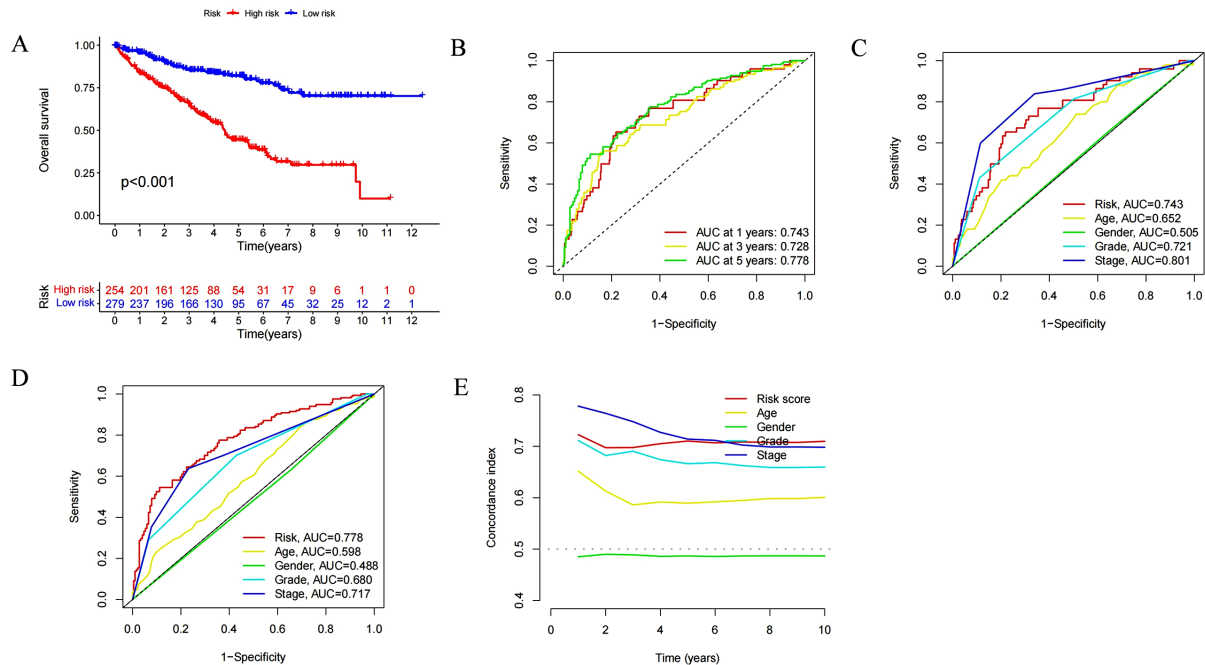 Risk High risk Low risk
A
1.00
0.75
0.50
0.25
0.00
Overall survival
p<0.001
0 1 2 3 4 5 6 7 8 9 10 11 12
Time(years)
Risk
High risk 254 201 161 125 88 54 31 17 9 6 1 1 0
Low risk 279 237 196 166 130 95 67 45 32 25 12 2 1
0 1 2 3 4 5 6 7 8 9 10 11 12
Time(years)
B
1.0
0.8
0.6
0.4
0.2
0.0
Sensitivity
AUC at 1 years: 0.743
AUC at 3 years: 0.728
AUC at 5 years: 0.778
0.0 0.2 0.4 0.6 0.8 1.0
1−Specificity
C
1.0
0.8
0.6
0.4
0.2
0.0
Sensitivity
Risk, AUC=0.743
Age, AUC=0.652
Gender, AUC=0.505
Grade, AUC=0.721
Stage, AUC=0.801
0.0 0.2 0.4 0.6 0.8 1.0
1−Specificity
D
1.0
0.8
0.6
0.4
0.2
0.0
Sensitivity
Risk, AUC=0.778
Age, AUC=0.598
Gender, AUC=0.488
Grade, AUC=0.680
Stage, AUC=0.717
0.0 0.2 0.4 0.6 0.8 1.0
1−Specificity
E
0.8
0.7
0.6
0.5
0.4
Concordance index
Risk score
Age
Gender
Grade
Stage
0 2 4 6 8 10
Time (years)